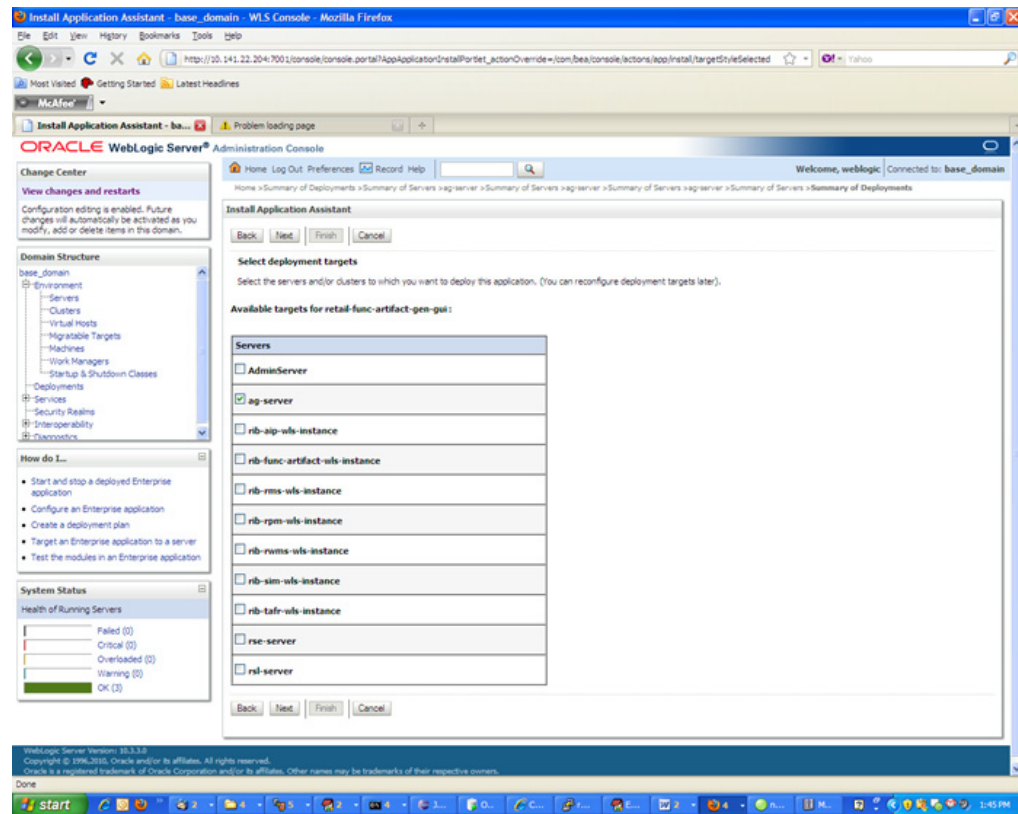 Install Application Assistant - base_domain - WLS Console - Mozilla Firefox
File Edit View History Bookmarks Tools Help
http://10.141.22.204:7001/console/console.portal?AppApplicationInstallPortlet_actionOverride=/com/bea/console/actions/app/install/targetStyleSelected
Yahoo
Most Visited Getting Started Latest Headlines
McAfee
Install Application Assistant - ba...
Problem loading page
ORACLE WebLogic Server® Administration Console
Change Center
View changes and restarts
Configuration editing is enabled. Future
changes will automatically be activated as you
modify, add or delete items in this domain.
Domain Structure
base_domain
Environment
Servers
Clusters
Virtual Hosts
Migratable Targets
Machines
Work Managers
Startup & Shutdown Classes
Deployments
Services
Security Realms
Interoperability
Diagnostics
How do I...
Start and stop a deployed Enterprise
application
Configure an Enterprise application
Create a deployment plan
Target an Enterprise application to a server
Test the modules in an Enterprise application
System Status
Health of Running Servers
Failed (0)
Critical (0)
Overloaded (0)
Warning (0)
OK (3)
Home Log Out Preferences Record Help
Welcome, weblogic Connected to: base_domain
Home >Summary of Deployments >Summary of Servers >ag-server >Summary of Servers >ag-server >Summary of Servers >ag-server >Summary of Servers >Summary of Deployments
Install Application Assistant
Back Next Finish Cancel
Select deployment targets
Select the servers and/or clusters to which you want to deploy this application. (You can reconfigure deployment targets later).
Available targets for retail-func-artifact-gen-gui :
Servers
AdminServer
ag-server
rib-aip-wls-instance
rib-func-artifact-wls-instance
rib-rms-wls-instance
rib-rpm-wls-instance
rib-rwms-wls-instance
rib-sim-wls-instance
rib-tafr-wls-instance
rse-server
rsl-server
Back Next Finish Cancel
WebLogic Server Version: 10.3.3.0
Copyright © 1996,2010, Oracle and/or its affiliates. All rights reserved.
Oracle is a registered trademark of Oracle Corporation and/or its affiliates. Other names may be trademarks of their respective owners.
Done
start
2
4
5
2
4
J...
O...
C...
r...
E...
2
4
n...
M...
1:45 PM